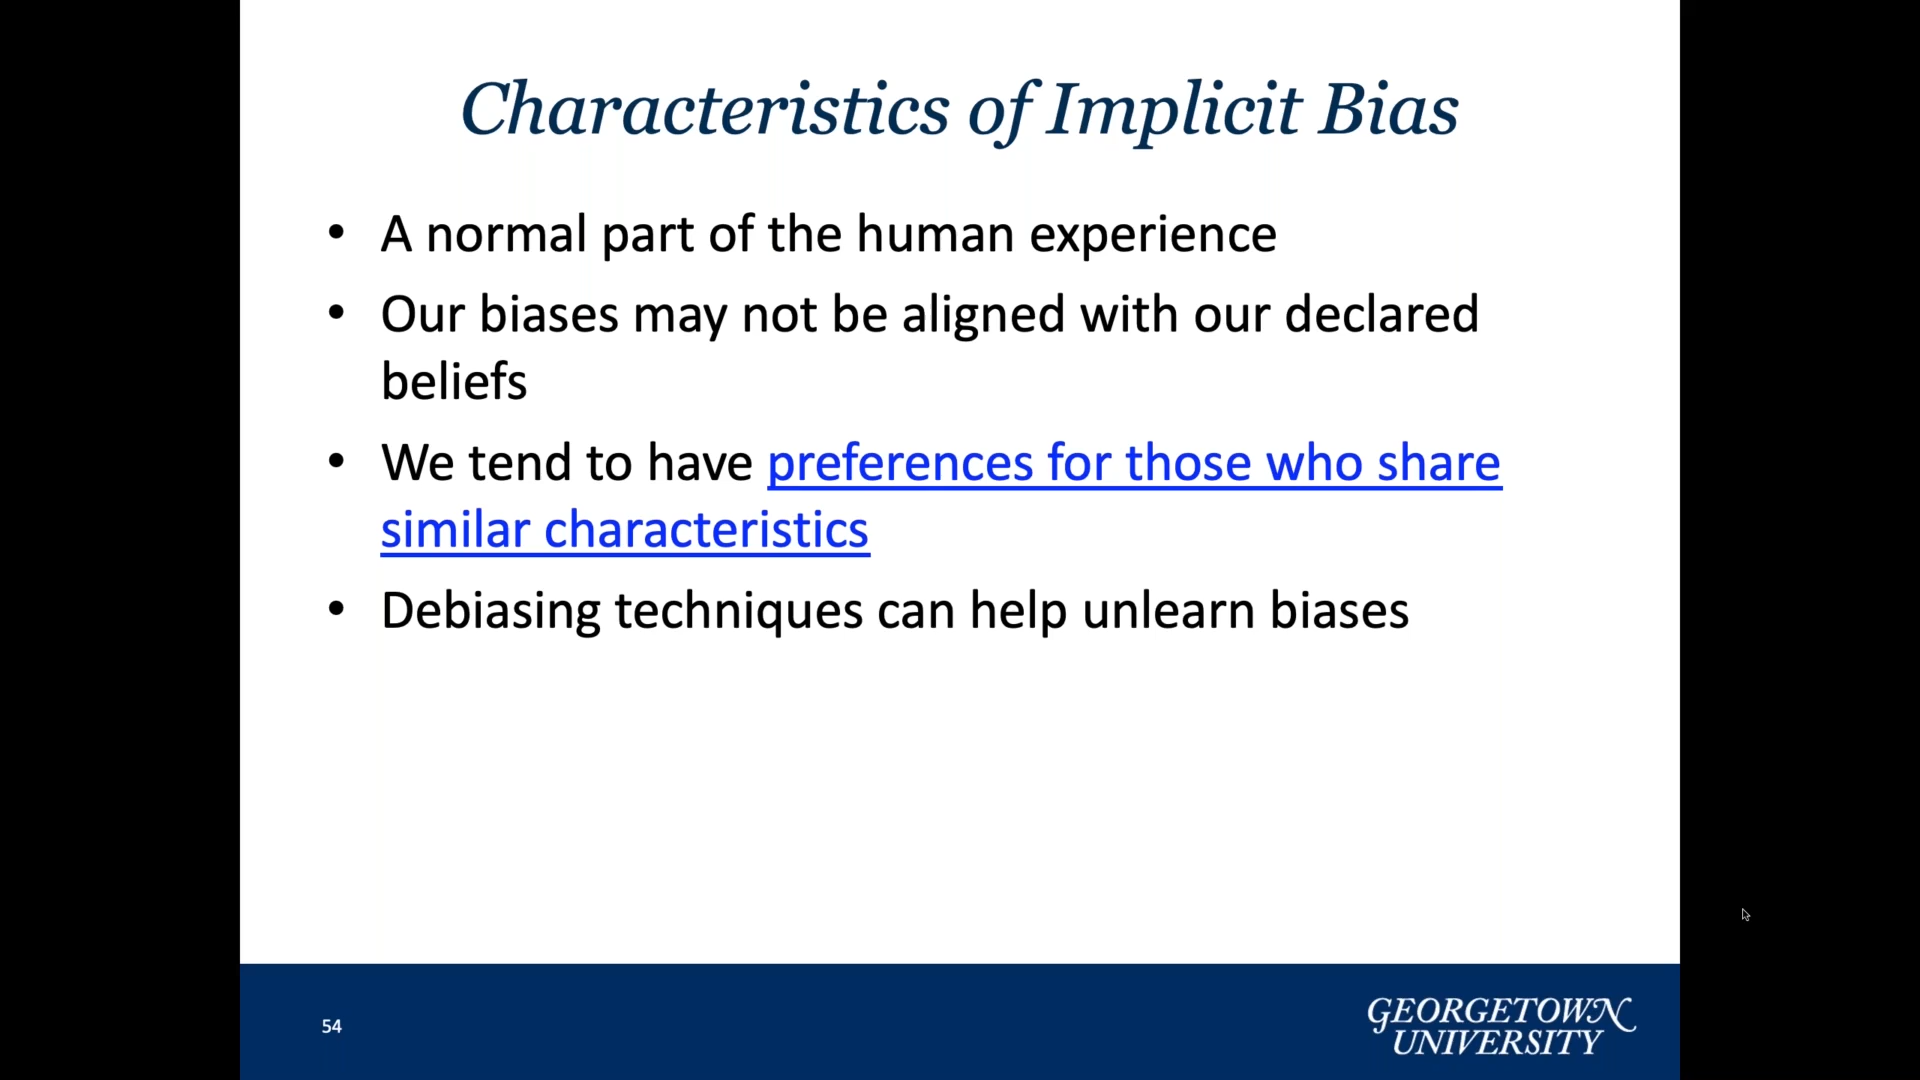 Characteristics of Implicit Bias
• A normal part of the human experience
• Our biases may not be aligned with our declared
beliefs
• We tend to have preferences for those who share
similar characteristics
• Debiasing techniques can help unlearn biases
54
GEORGETOWN
UNIVERSITY